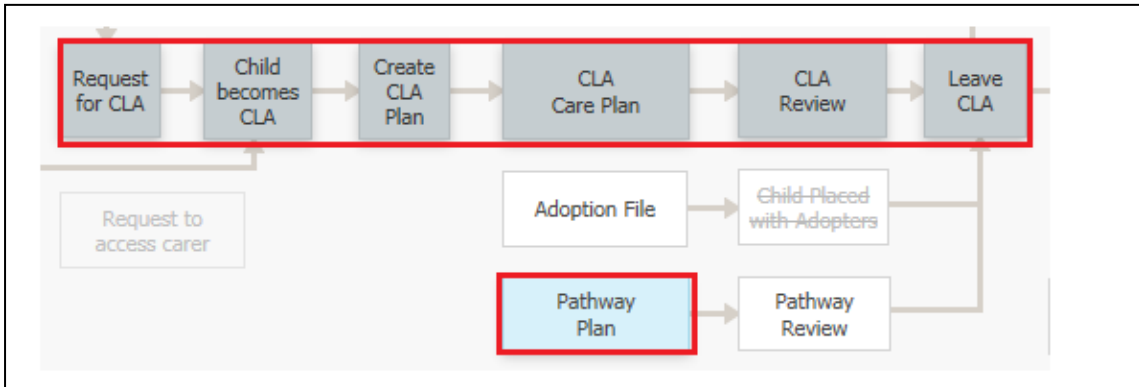 Request
for CLA
Child
becomes
CLA
Create
CLA
Plan
CLA
Care Plan
CLA
Review
Leave
CLA
Request to
access carer
Adoption File
Child Placed
with Adopters
Pathway
Plan
Pathway
Review